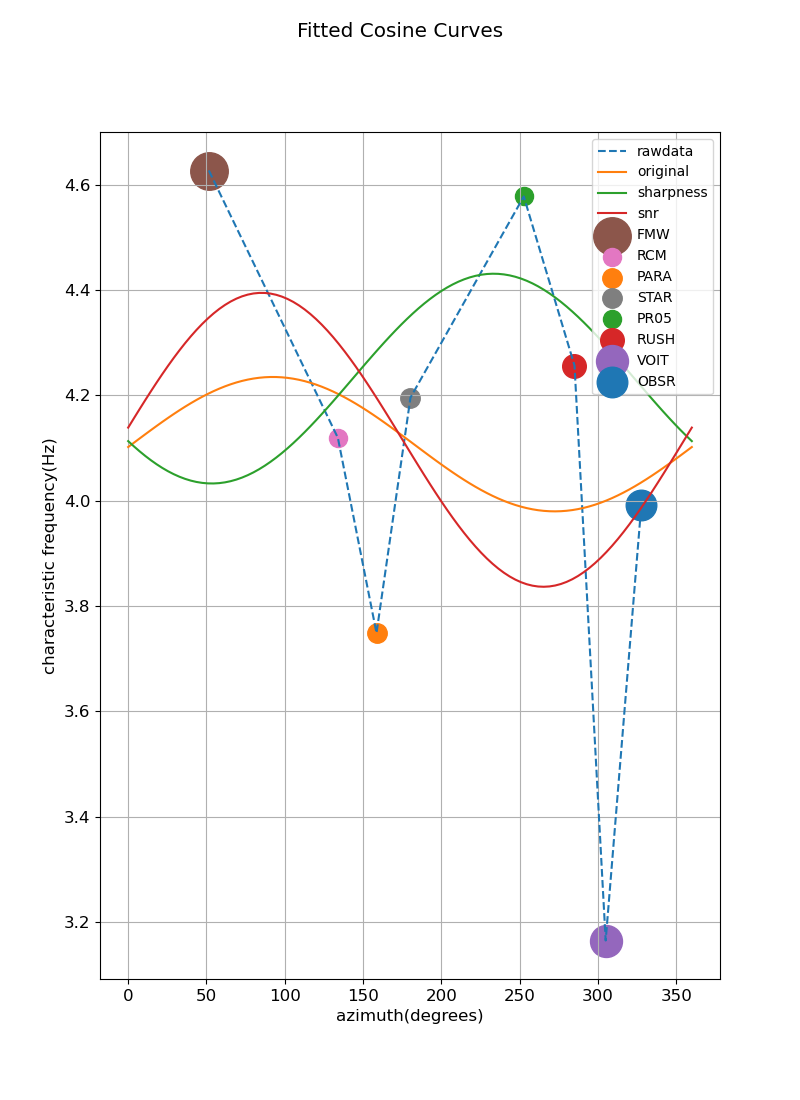 Fitted Cosine Curves
rawdata
original
sharpness
snr
FMW
RCM
PARA
STAR
PR05
RUSH
VOIT
OBSR
characteristic frequency(Hz)
4.6
4.4
4.2
4.0
3.8
3.6
3.4
3.2
0 50 100 150 200 250 300 350
azimuth(degrees)